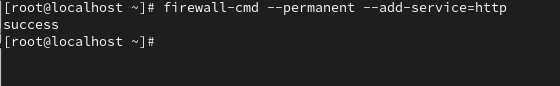 [root@localhost ~]# firewall-cmd --permanent --add-service=http
success
[root@localhost ~]#